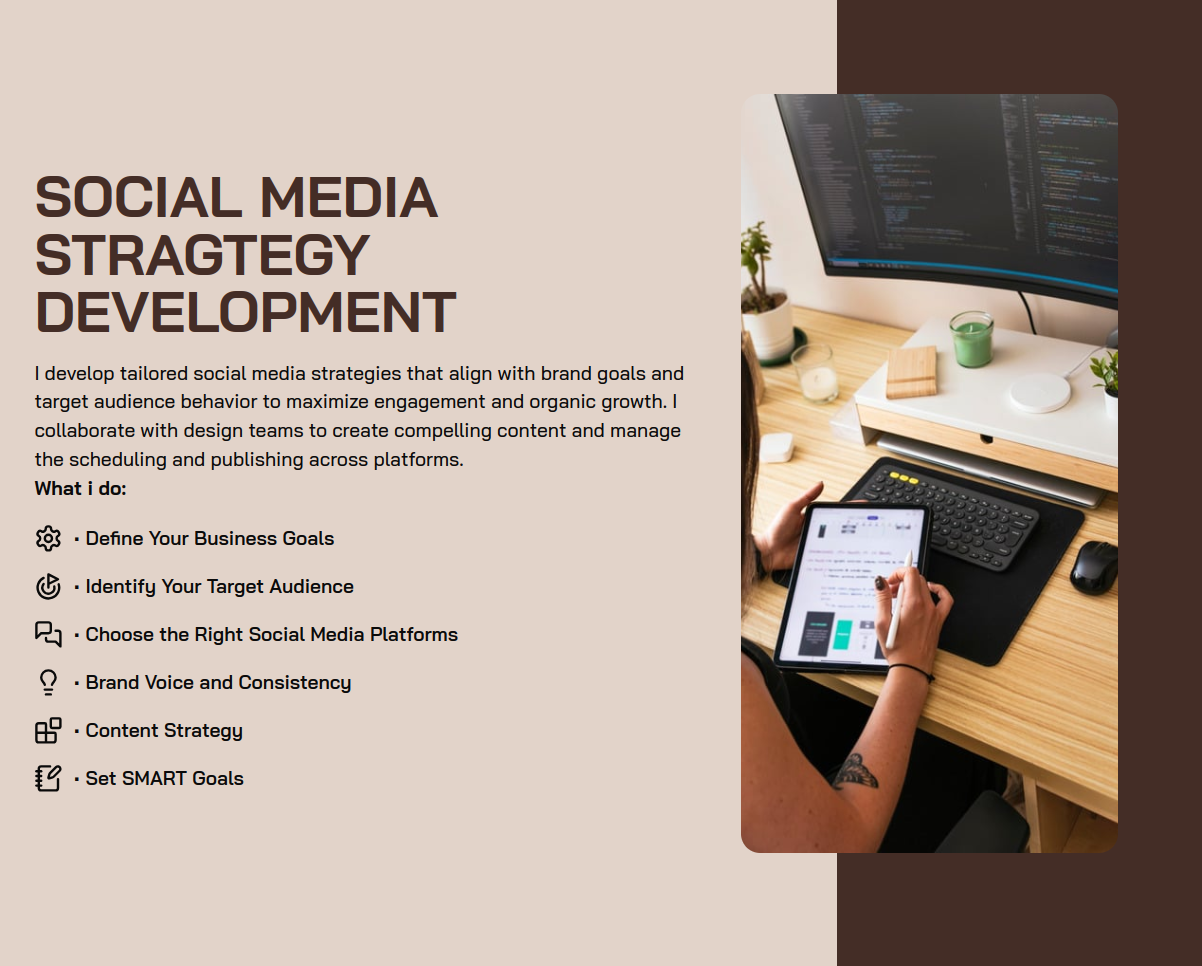 SOCIAL MEDIA
STRAGTEGY
DEVELOPMENT
I develop tailored social media strategies that align with brand goals and
target audience behavior to maximize engagement and organic growth. I
collaborate with design teams to create compelling content and manage
the scheduling and publishing across platforms.
What i do:
· Define Your Business Goals
· Identify Your Target Audience
· Choose the Right Social Media Platforms
· Brand Voice and Consistency
· Content Strategy
· Set SMART Goals